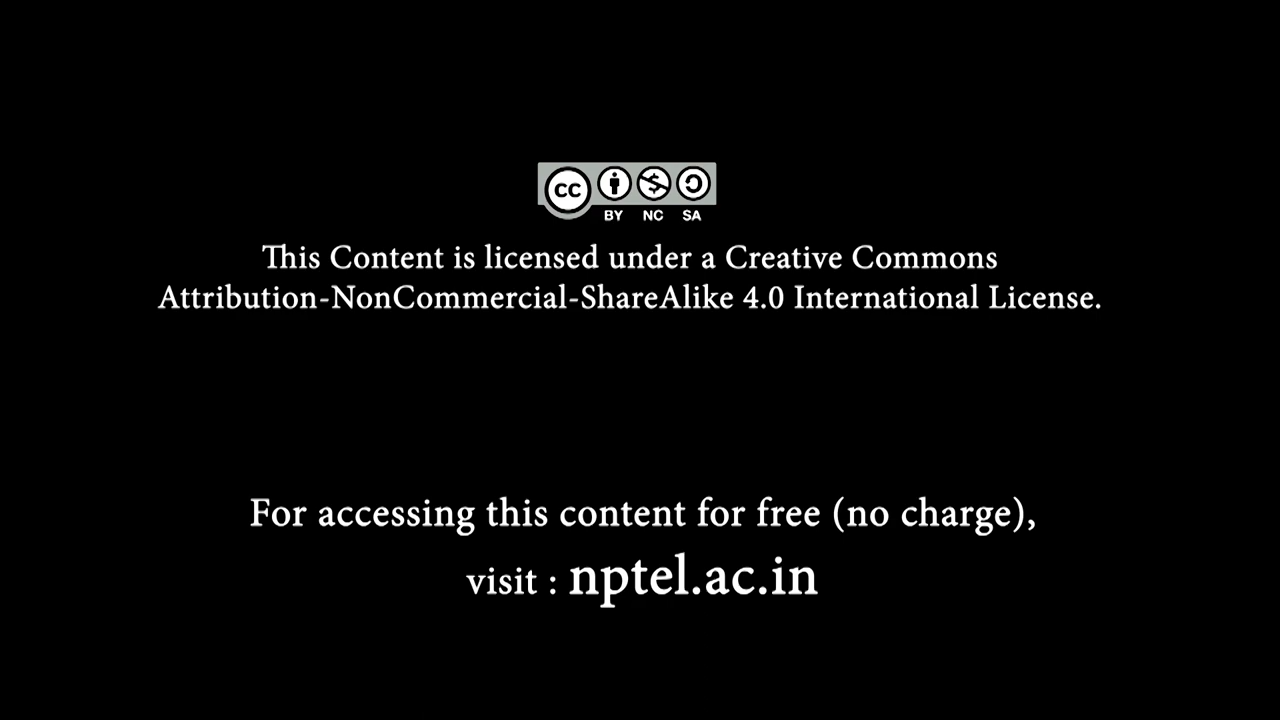 CC BY NC SA
This Content is licensed under a Creative Commons
Attribution-NonCommercial-ShareAlike 4.0 International License.
For accessing this content for free (no charge),
visit : nptel.ac.in